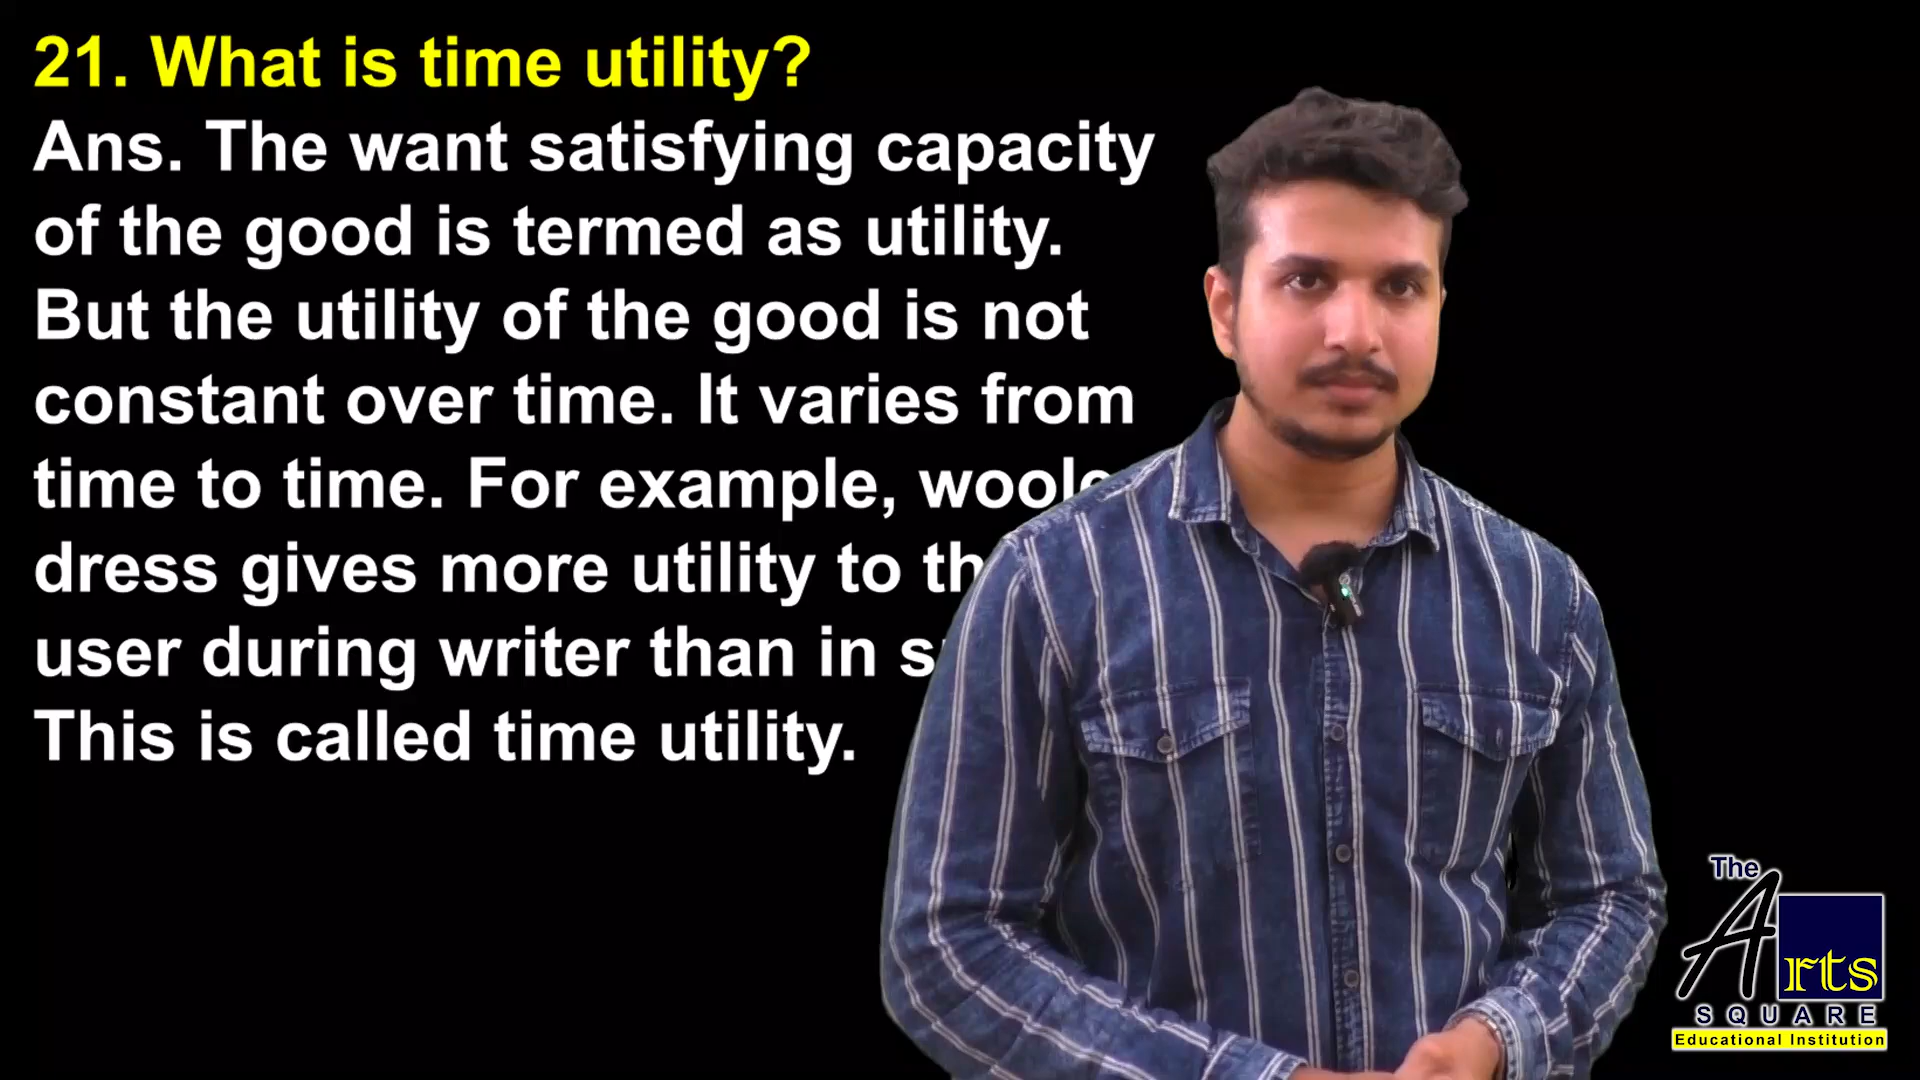 21. What is time utility?
Ans. The want satisfying capacity
of the good is termed as utility.
But the utility of the good is not
constant over time. It varies from
time to time. For example,
dress gives more utility to
user during writer than in
This is called time utility.
The
Arts
SQUARE
Educational Institution